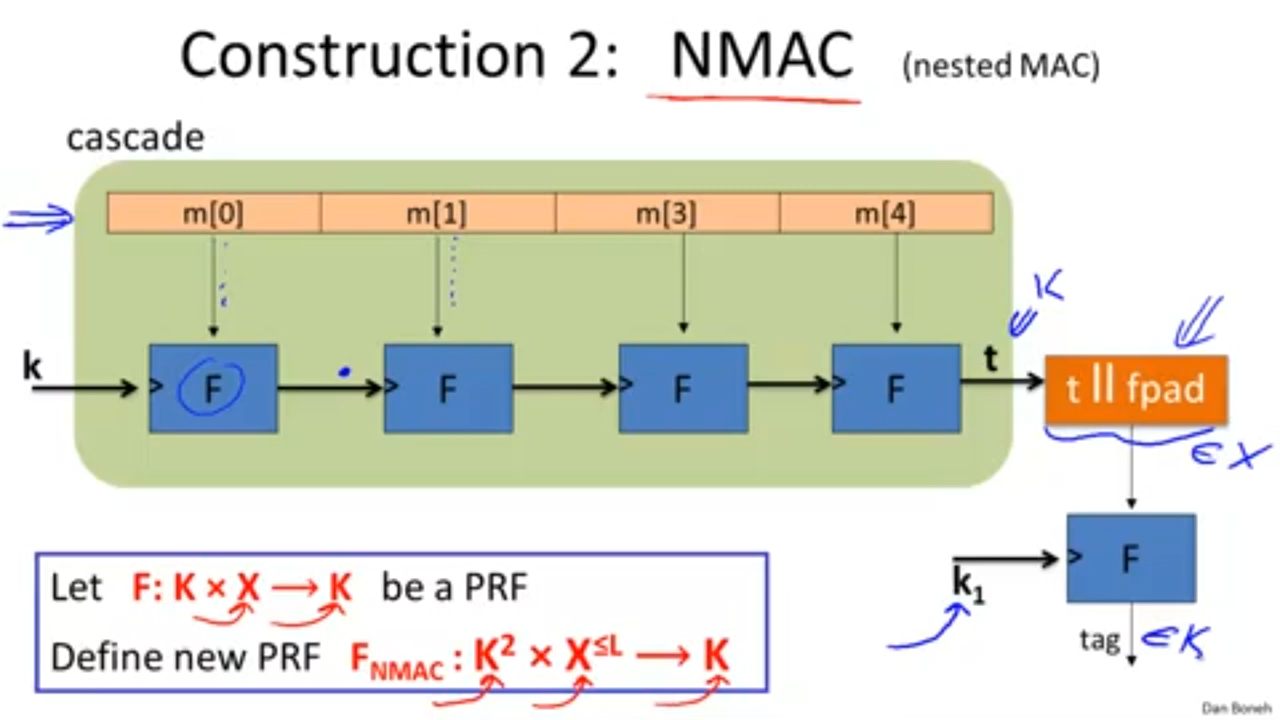 Construction 2: NMAC (nested MAC)
cascade
m[0] m[1] m[3] m[4]
K
k > F > F > F > F t t || fpad
∈ X
> F
k₁
tag ∈ K
Let F: K × X ⟶ K be a PRF
Define new PRF F_NMAC : K² × X^≤L ⟶ K
Dan Boneh